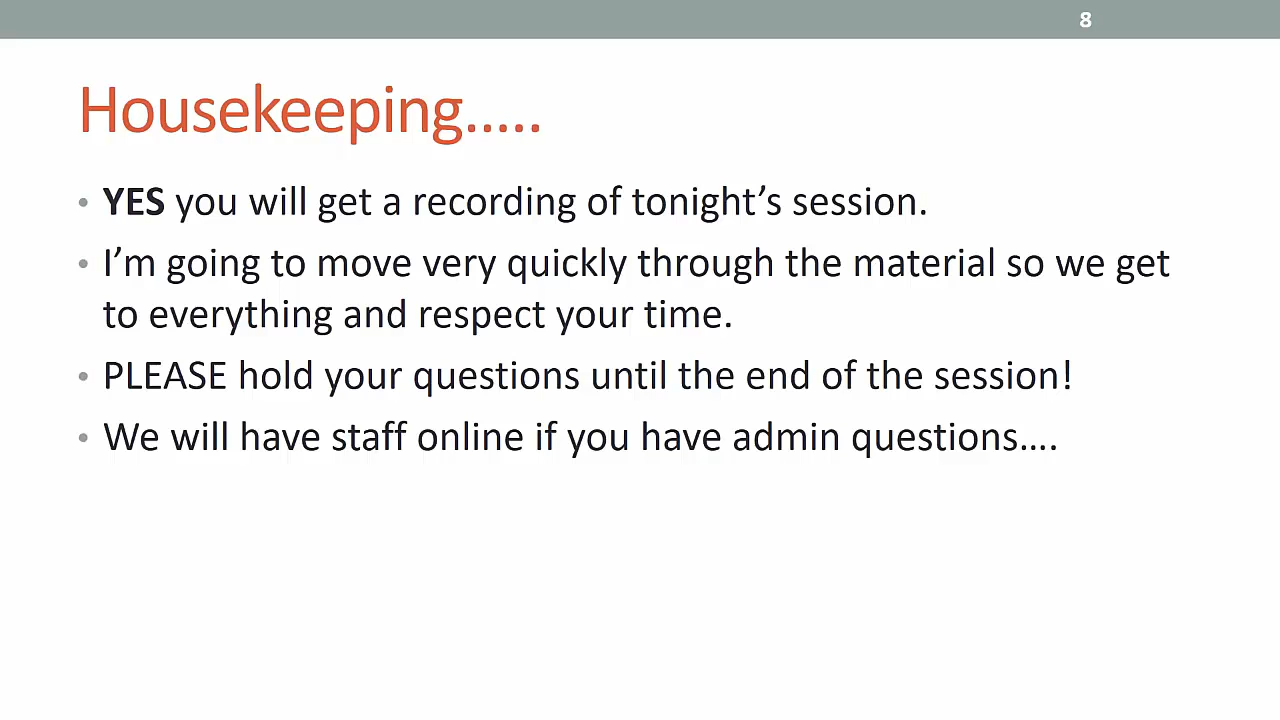 8
Housekeeping.....
• YES you will get a recording of tonight’s session.
• I’m going to move very quickly through the material so we get
to everything and respect your time.
• PLEASE hold your questions until the end of the session!
• We will have staff online if you have admin questions….